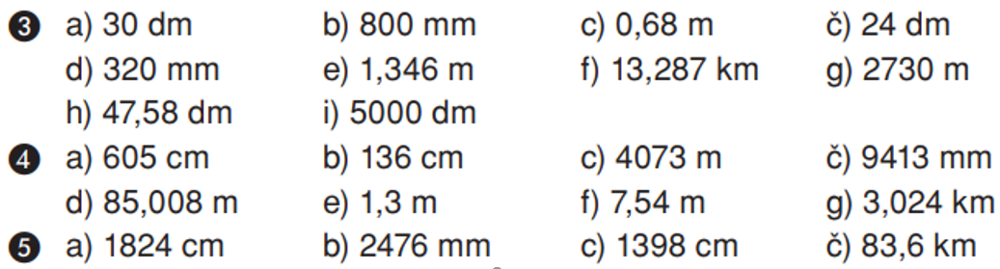 3 a) 30 dm b) 800 mm c) 0,68 m č) 24 dm
d) 320 mm e) 1,346 m f) 13,287 km g) 2730 m
h) 47,58 dm i) 5000 dm
4 a) 605 cm b) 136 cm c) 4073 m č) 9413 mm
d) 85,008 m e) 1,3 m f) 7,54 m g) 3,024 km
5 a) 1824 cm b) 2476 mm c) 1398 cm č) 83,6 km